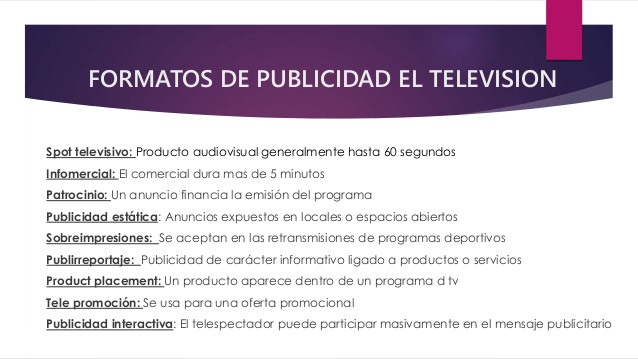 FORMATOS DE PUBLICIDAD EL TELEVISION
Spot televisivo: Producto audiovisual generalmente hasta 60 segundos
Infomercial: El comercial dura mas de 5 minutos
Patrocinio: Un anuncio financia la emisión del programa
Publicidad estática: Anuncios expuestos en locales o espacios abiertos
Sobreimpresiones: Se aceptan en las retransmisiones de programas deportivos
Publirreportaje: Publicidad de carácter informativo ligado a productos o servicios
Product placement: Un producto aparece dentro de un programa d tv
Tele promoción: Se usa para una oferta promocional
Publicidad interactiva: El telespectador puede participar masivamente en el mensaje publicitario